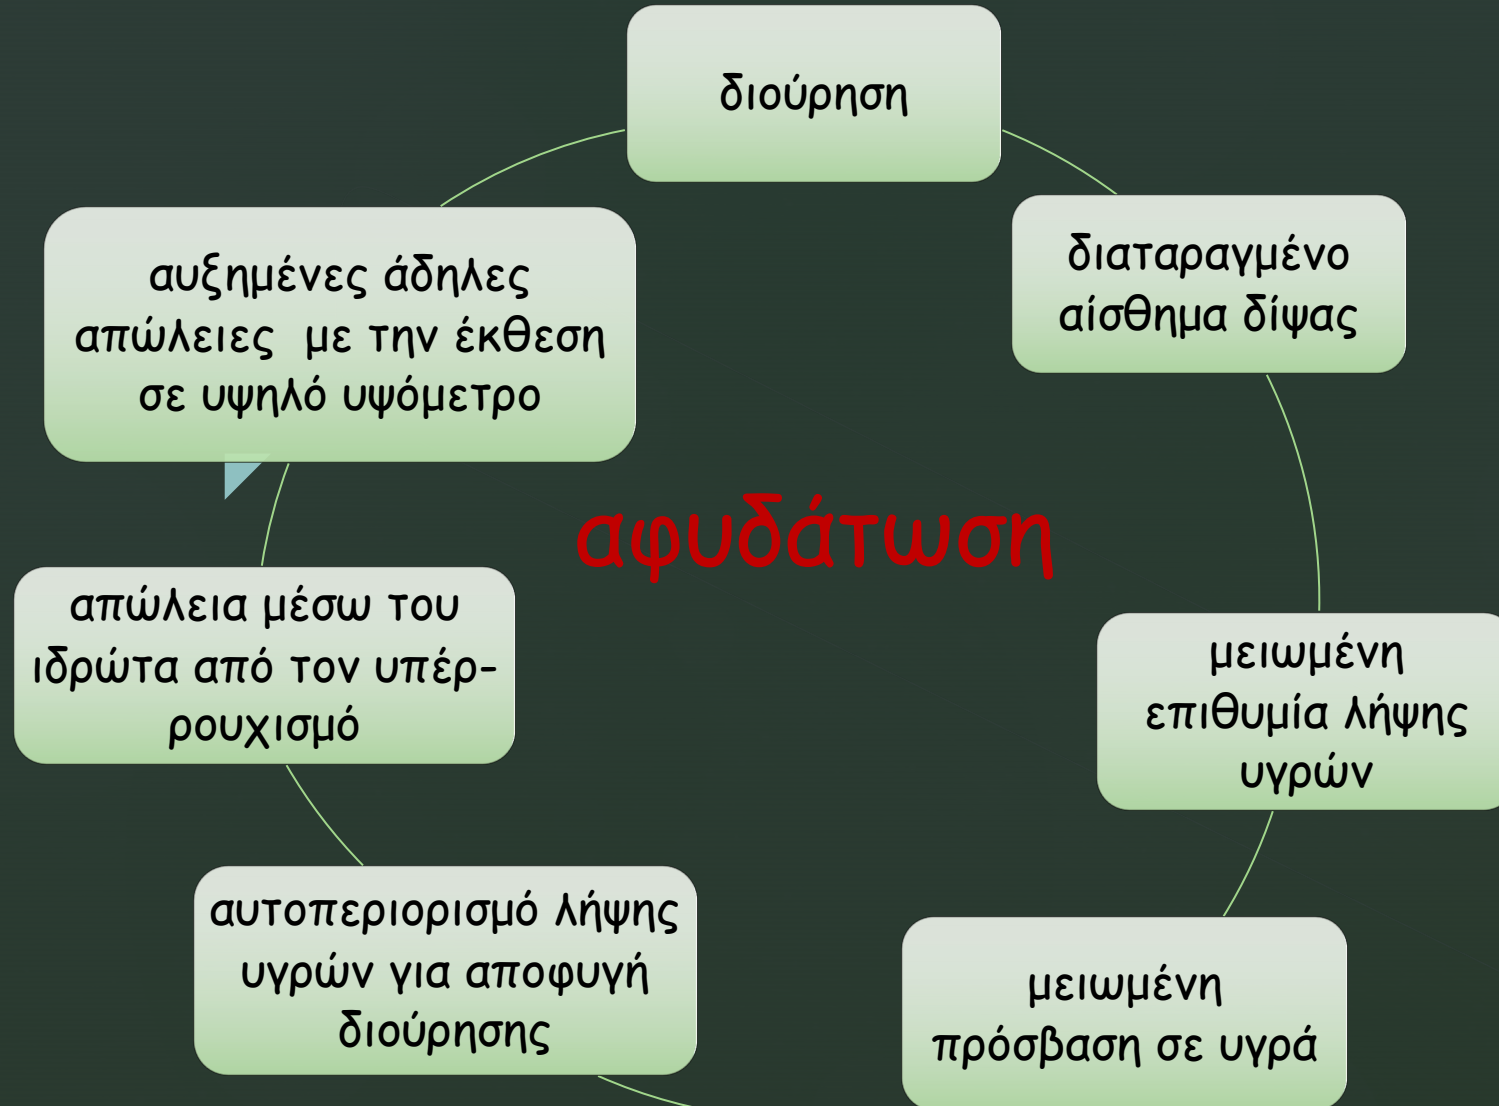 διούρηση
διαταραγμένο
αίσθημα δίψας
αυξημένες άδηλες
απώλειες με την έκθεση
σε υψηλό υψόμετρο
αφυδάτωση
απώλεια μέσω του
ιδρώτα από τον υπέρ-
ρουχισμό
μειωμένη
επιθυμία λήψης
υγρών
αυτοπεριορισμό λήψης
υγρών για αποφυγή
διούρησης
μειωμένη
πρόσβαση σε υγρά